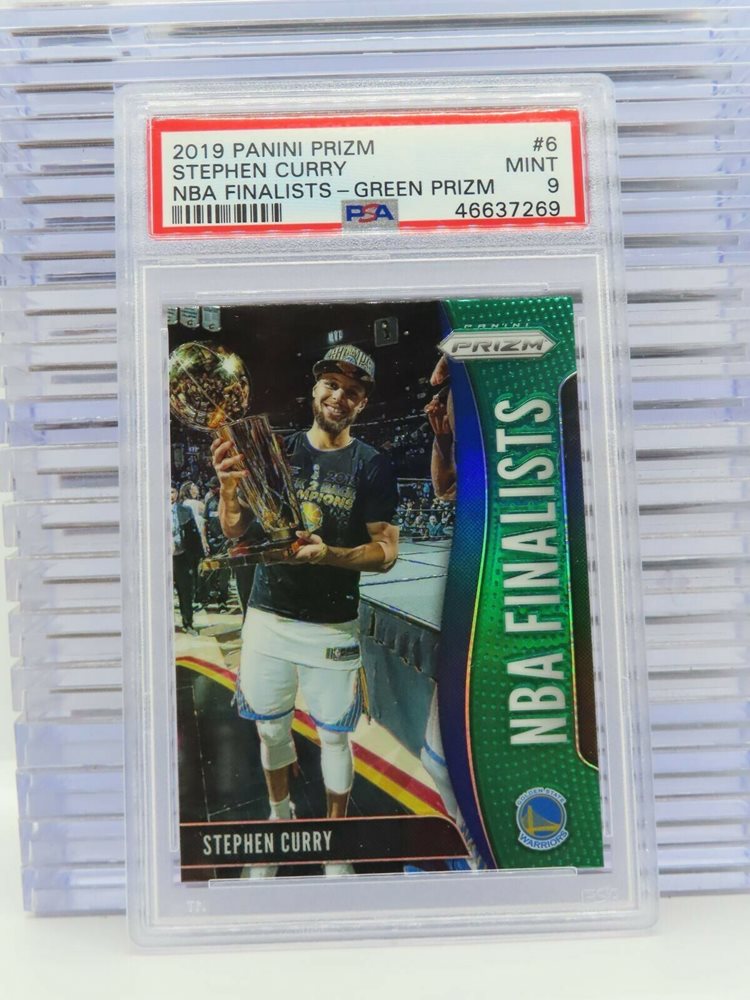 2019 PANINI PRIZM #6
STEPHEN CURRY MINT
NBA FINALISTS – GREEN PRIZM 9
PSA 46637269
PANINI
PRIZM
NBA FINALISTS
CHAMPIONS
GOLDEN STATE
WARRIORS
STEPHEN CURRY